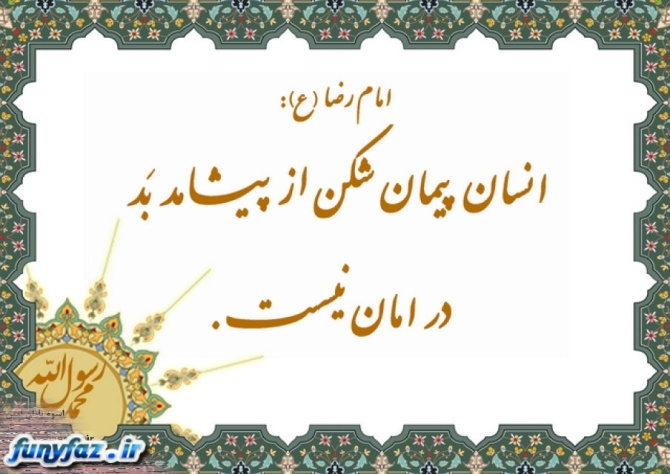 امام رضا (ع):
انسان پیمان شکن از پیشامد بَد
در امان نیست.
محمد رسول الله
funyfaz.ir